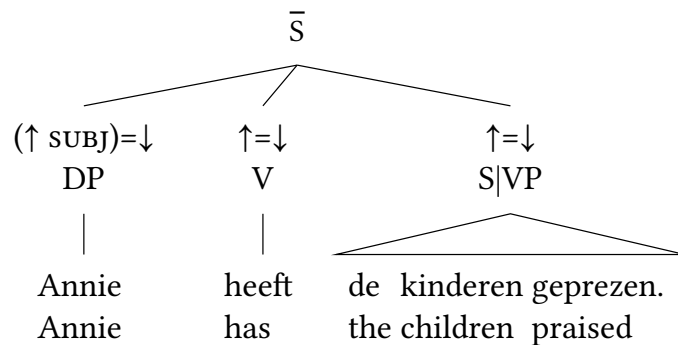 S̅
(↑ SUBJ)=↓ ↑=↓ ↑=↓
DP V S|VP
Annie heeft de kinderen geprezen.
Annie has the children praised